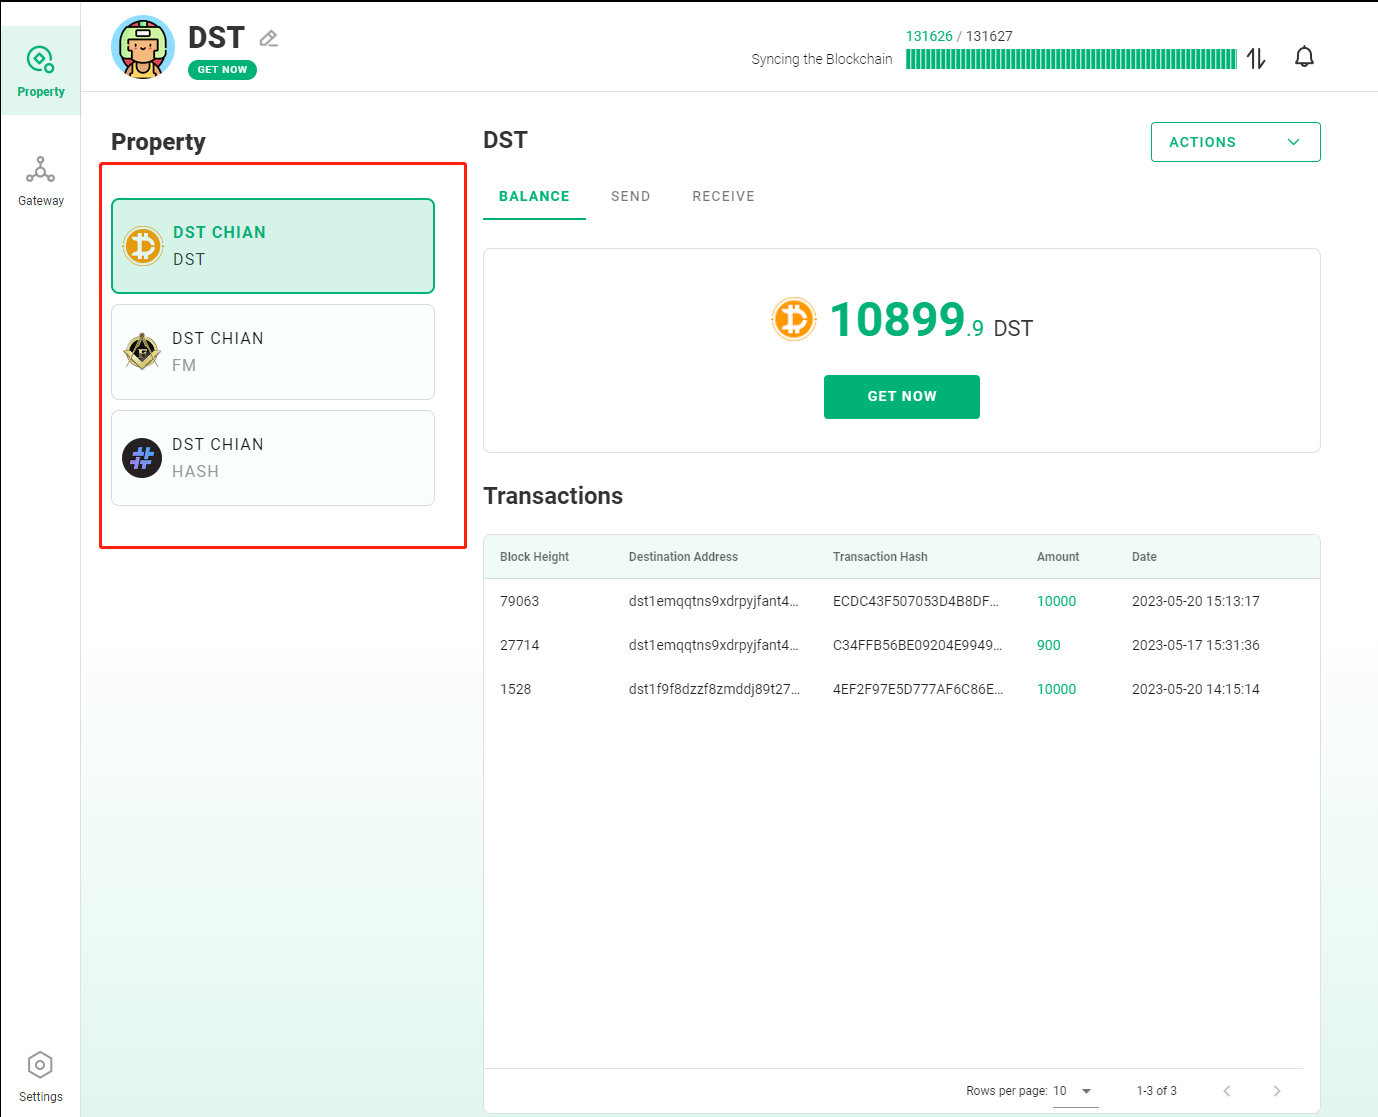 DST
GET NOW
Syncing the Blockchain
131626 / 131627
Property
Gateway
Settings
Property
DST CHIAN
DST
DST CHIAN
FM
DST CHIAN
HASH
DST
ACTIONS
BALANCE SEND RECEIVE
10899.9 DST
GET NOW
Transactions
Block Height Destination Address Transaction Hash Amount Date
79063 dst1emqqtns9xdrpyjfant4... ECDC43F507053D4B8DF... 10000 2023-05-20 15:13:17
27714 dst1emqqtns9xdrpyjfant4... C34FFB56BE09204E9949... 900 2023-05-17 15:31:36
1528 dst1f9f8dzzf8zmddj89t27... 4EF2F97E5D777AF6C86E... 10000 2023-05-20 14:15:14
Rows per page: 10 1-3 of 3